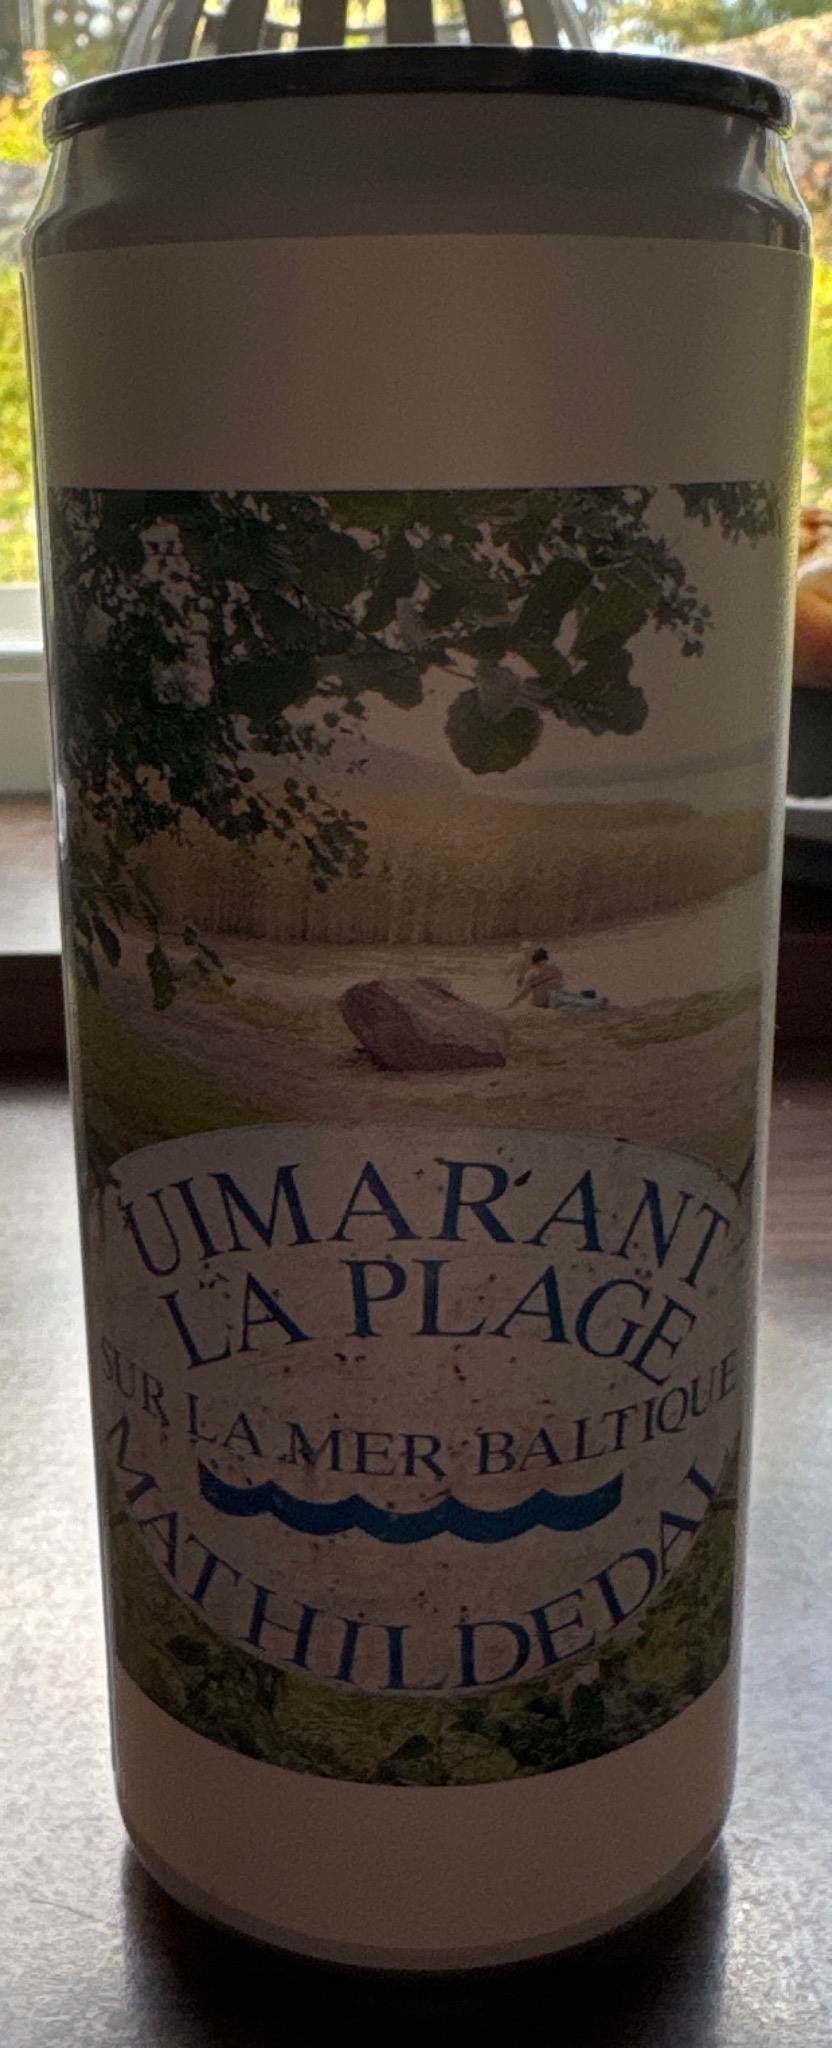 UIMARANT
LA PLAGE
SUR LA MER BALTIQUE
MATHILDEDAL